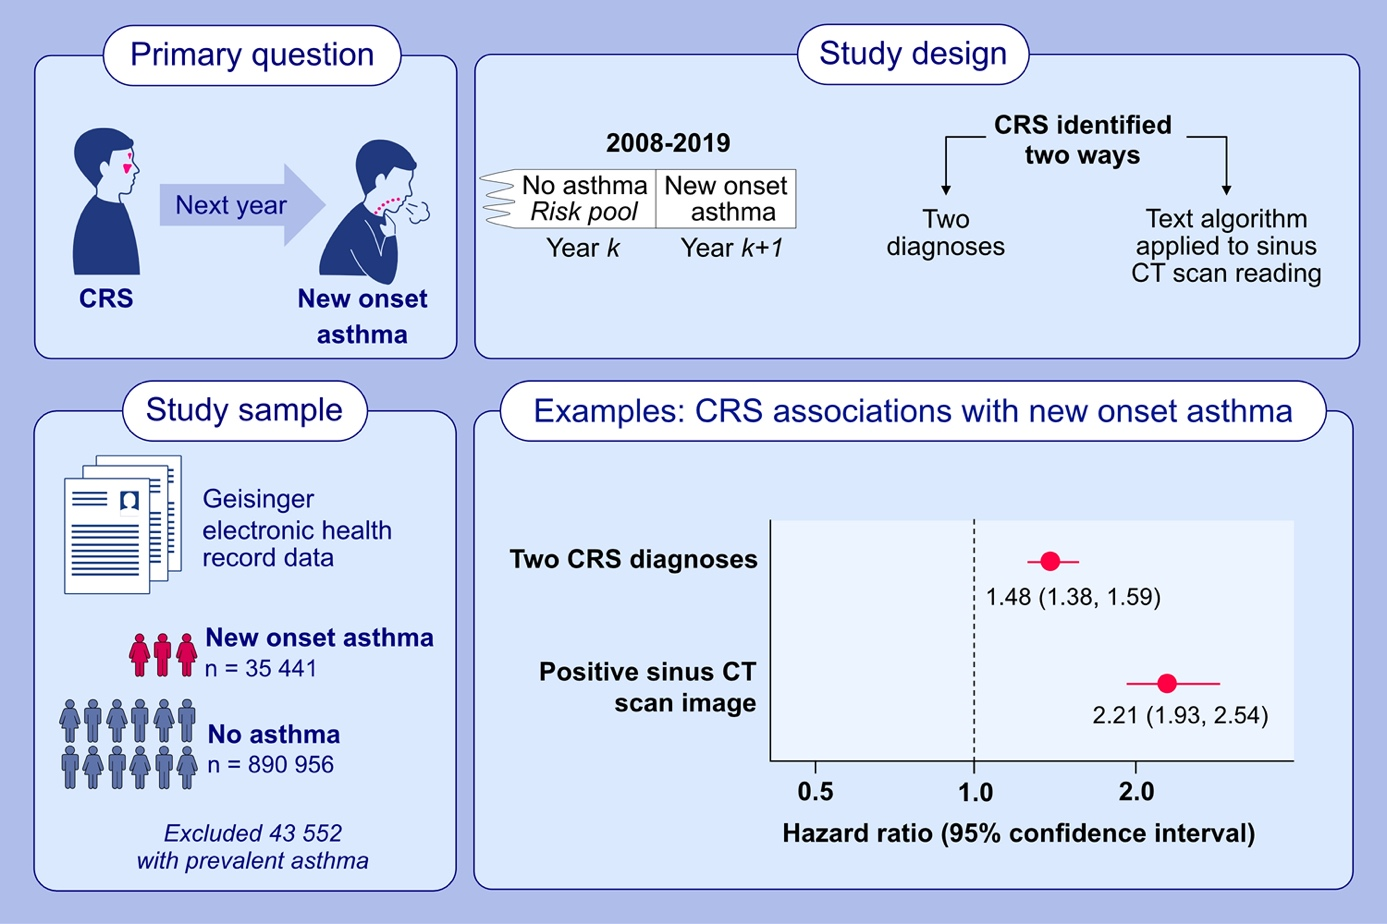 Primary question
Next year
CRS
New onset
asthma
Study design
2008-2019
No asthma
Risk pool
New onset
asthma
Year k
Year k+1
CRS identified
two ways
Two
diagnoses
Text algorithm
applied to sinus
CT scan reading
Study sample
Geisinger
electronic health
record data
New onset asthma
n = 35 441
No asthma
n = 890 956
Excluded 43 552
with prevalent asthma
Examples: CRS associations with new onset asthma
Two CRS diagnoses
1.48 (1.38, 1.59)
Positive sinus CT
scan image
2.21 (1.93, 2.54)
0.5
1.0
2.0
Hazard ratio (95% confidence interval)